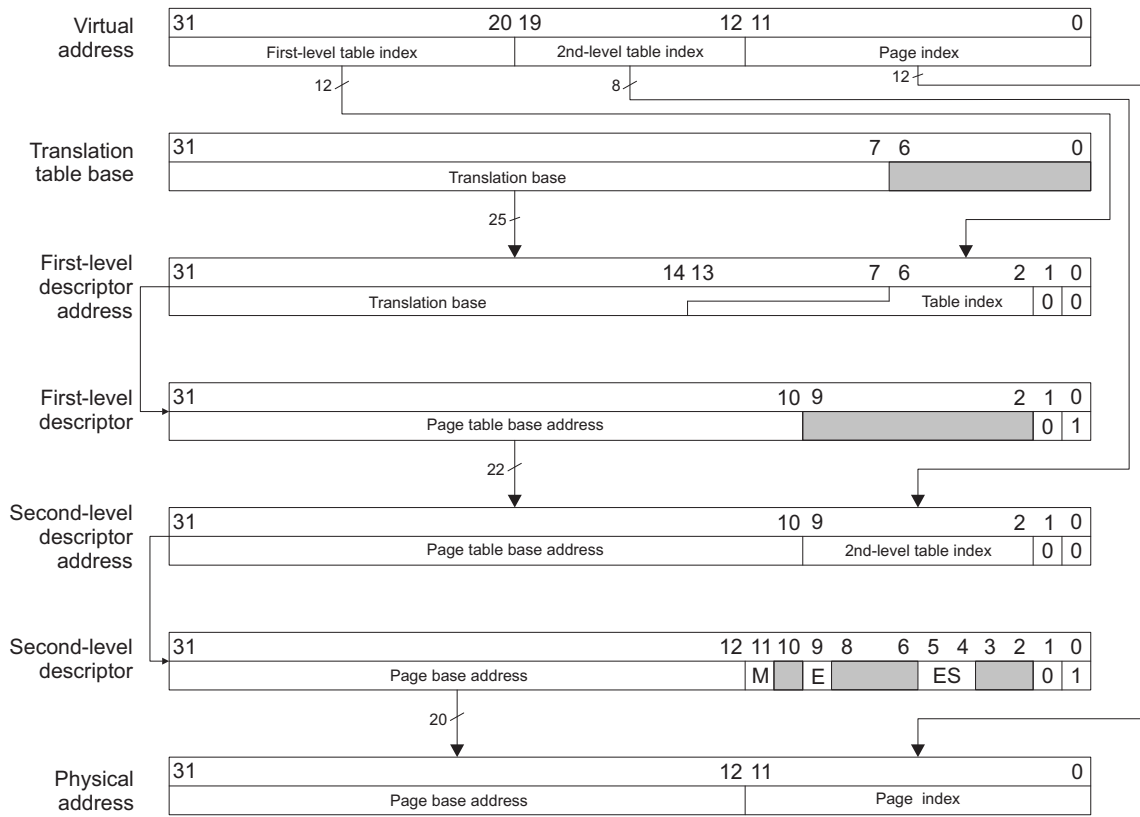 Virtual address
31 20 19 12 11 0
First-level table index 2nd-level table index Page index
12 8 12
Translation table base
31 7 6 0
Translation base
25
First-level descriptor address
31 14 13 7 6 2 1 0
Translation base Table index 0 0
First-level descriptor
31 10 9 2 1 0
Page table base address 0 1
22
Second-level descriptor address
31 10 9 2 1 0
Page table base address 2nd-level table index 0 0
Second-level descriptor
31 12 11 10 9 8 6 5 4 3 2 1 0
Page base address M E ES 0 1
20
Physical address
31 12 11 0
Page base address Page index